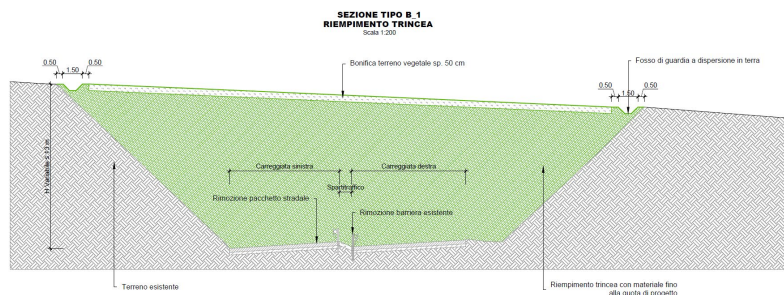 SEZIONE TIPO B_1
RIEMPIMENTO TRINCEA
Scala 1:200
0.50
1.50
0.50
Bonifica terreno vegetale sp. 50 cm
Fosso di guardia a dispersione in terra
0.50
1.50
0.50
H Variabile ≤ 13 m
Carreggiata sinistra
Carreggiata destra
Spartitraffico
Rimozione pacchetto stradale
Rimozione barriera esistente
Terreno esistente
Riempimento trincea con materiale fino
alla quota di progetto